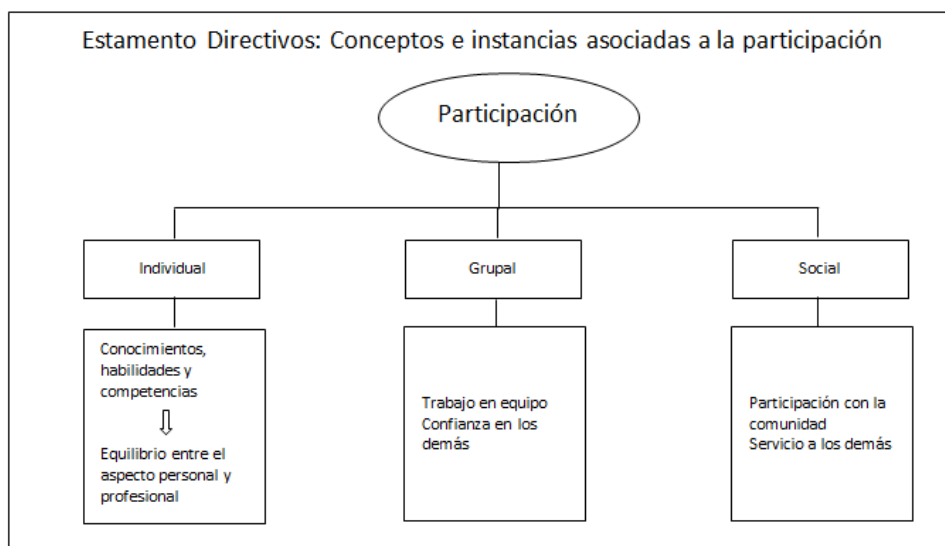 Estamento Directivos: Conceptos e instancias asociadas a la participación
Participación
Individual
Grupal
Social
Conocimientos,
habilidades y
competencias
Equilibrio entre el
aspecto personal y
profesional
Trabajo en equipo
Confianza en los
demás
Participación con la
comunidad
Servicio a los demás